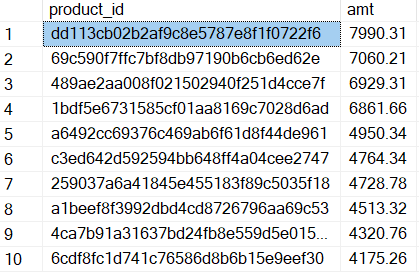 product_id amt
1 dd113cb02b2af9c8e5787e8f1f0722f6 7990.31
2 69c590f7ffc7bf8db97190b6cb6ed62e 7060.21
3 489ae2aa008f021502940f251d4cce7f 6929.31
4 1bdf5e6731585cf01aa8169c7028d6ad 6861.66
5 a6492cc69376c469ab6f61d8f44de961 4950.34
6 c3ed642d592594bb648ff4a04cee2747 4764.34
7 259037a6a41845e455183f89c5035f18 4728.78
8 a1beef8f3992dbd4cd8726796aa69c53 4513.32
9 4ca7b91a31637bd24fb8e559d5e015... 4320.76
10 6cdf8fc1d741c76586d8b6b15e9eef30 4175.26